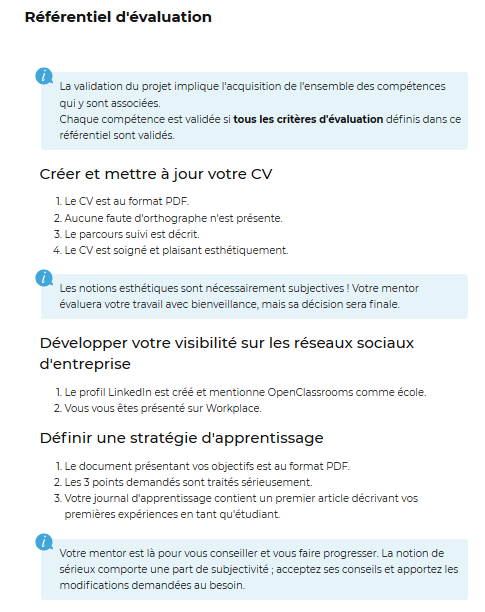 Référentiel d'évaluation
La validation du projet implique l'acquisition de l'ensemble des compétences
qui y sont associées.
Chaque compétence est validée si tous les critères d'évaluation définis dans ce
référentiel sont validés.
Créer et mettre à jour votre CV
1. Le CV est au format PDF.
2. Aucune faute d'orthographe n'est présente.
3. Le parcours suivi est décrit.
4. Le CV est soigné et plaisant esthétiquement.
Les notions esthétiques sont nécessairement subjectives ! Votre mentor
évaluera votre travail avec bienveillance, mais sa décision sera finale.
Développer votre visibilité sur les réseaux sociaux
d'entreprise
1. Le profil LinkedIn est créé et mentionne OpenClassrooms comme école.
2. Vous vous êtes présenté sur Workplace.
Définir une stratégie d'apprentissage
1. Le document présentant vos objectifs est au format PDF.
2. Les 3 points demandés sont traités sérieusement.
3. Votre journal d'apprentissage contient un premier article décrivant vos
premières expériences en tant qu'étudiant.
Votre mentor est là pour vous conseiller et vous faire progresser. La notion de
sérieux comporte une part de subjectivité ; acceptez ses conseils et apportez les
modifications demandées au besoin.